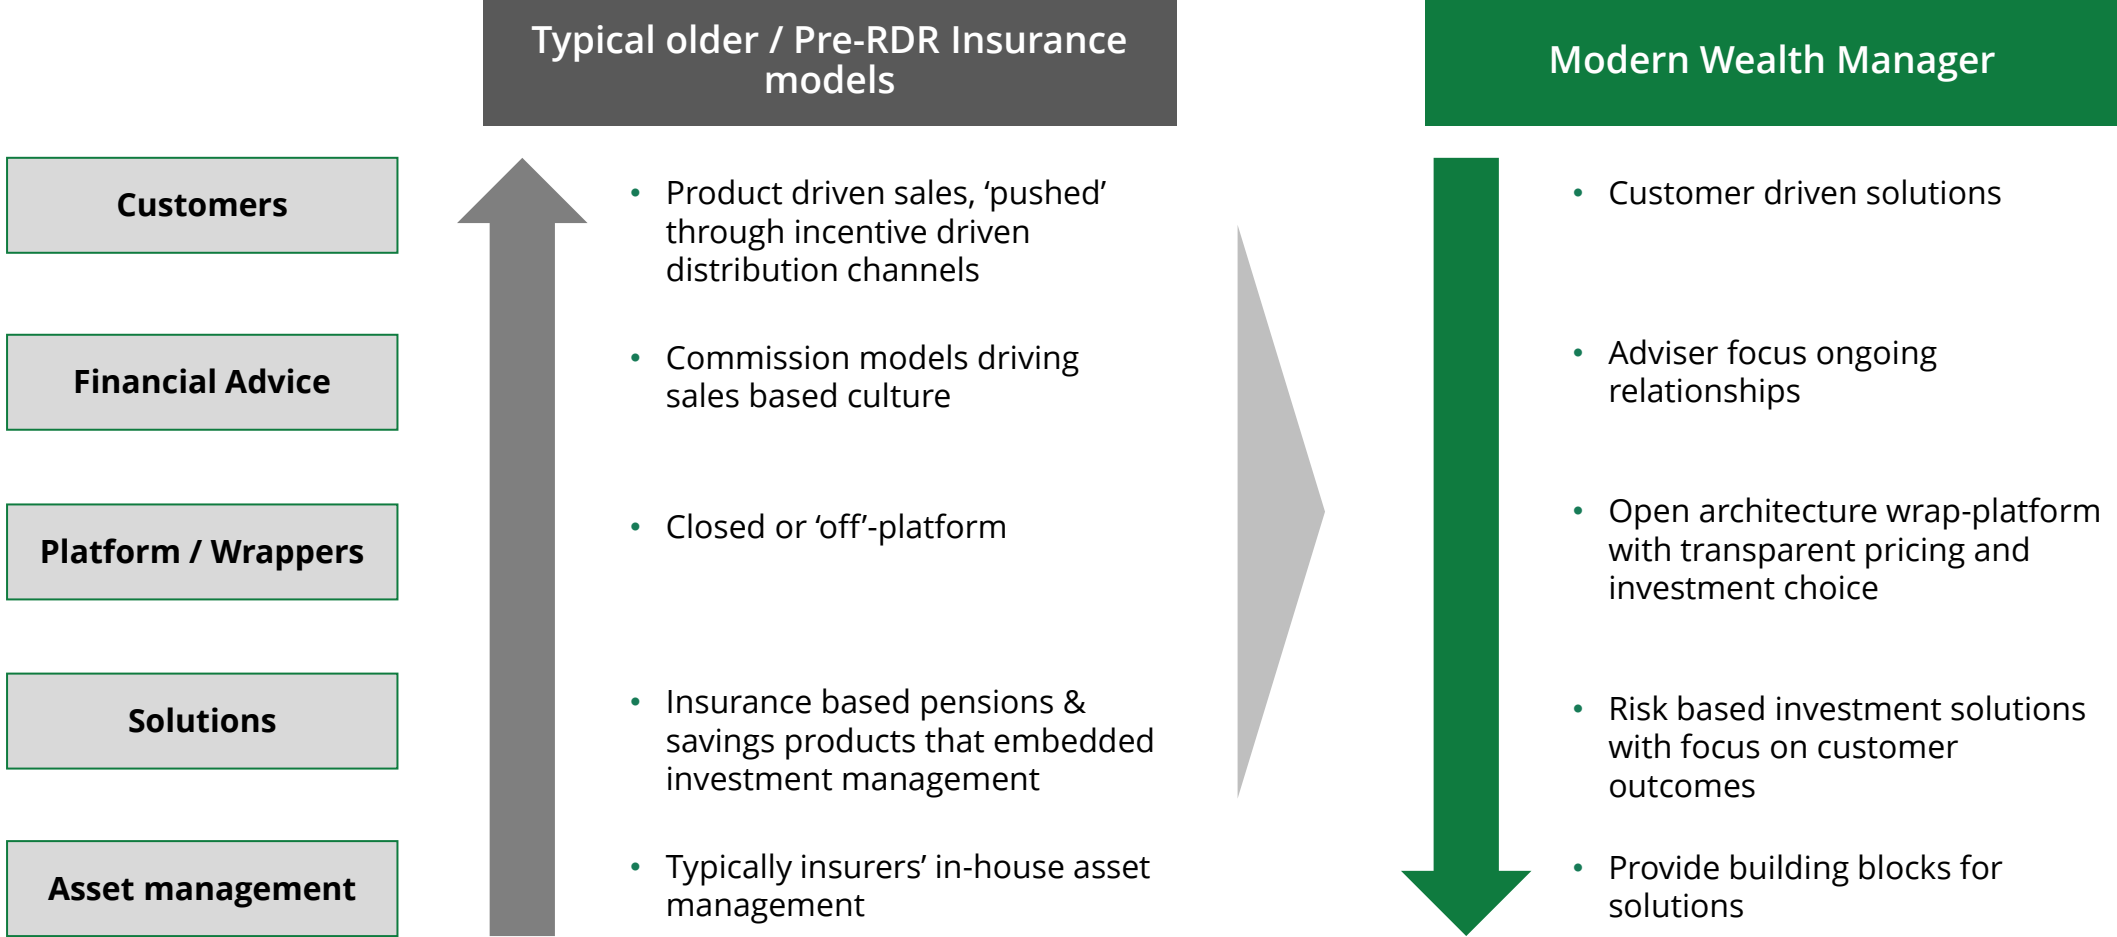 Typical older / Pre-RDR Insurance
models
Modern Wealth Manager
Customers
• Product driven sales, ‘pushed’
through incentive driven
distribution channels
• Customer driven solutions
Financial Advice
• Commission models driving
sales based culture
• Adviser focus ongoing
relationships
Platform / Wrappers
• Closed or ‘off’-platform
• Open architecture wrap-platform
with transparent pricing and
investment choice
Solutions
• Insurance based pensions &
savings products that embedded
investment management
• Risk based investment solutions
with focus on customer
outcomes
Asset management
• Typically insurers’ in-house asset
management
• Provide building blocks for
solutions